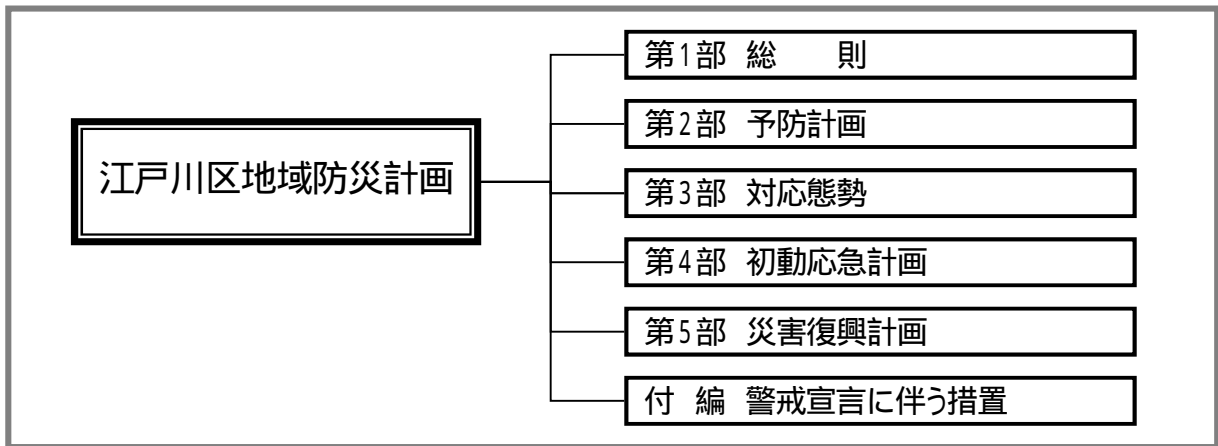 江戸川区地域防災計画
第1部 総　則
第2部 予防計画
第3部 対応態勢
第4部 初動応急計画
第5部 災害復興計画
付 編 警戒宣言に伴う措置